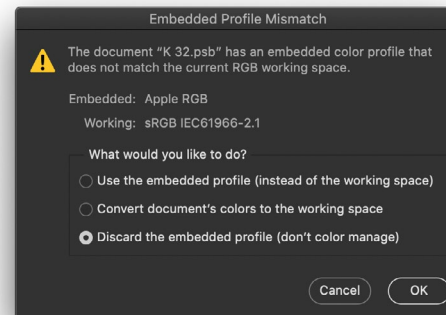 Embedded Profile Mismatch
The document “K 32.psb” has an embedded color profile that
does not match the current RGB working space.
Embedded: Apple RGB
Working: sRGB IEC61966-2.1
What would you like to do?
Use the embedded profile (instead of the working space)
Convert document's colors to the working space
Discard the embedded profile (don't color manage)
Cancel
OK